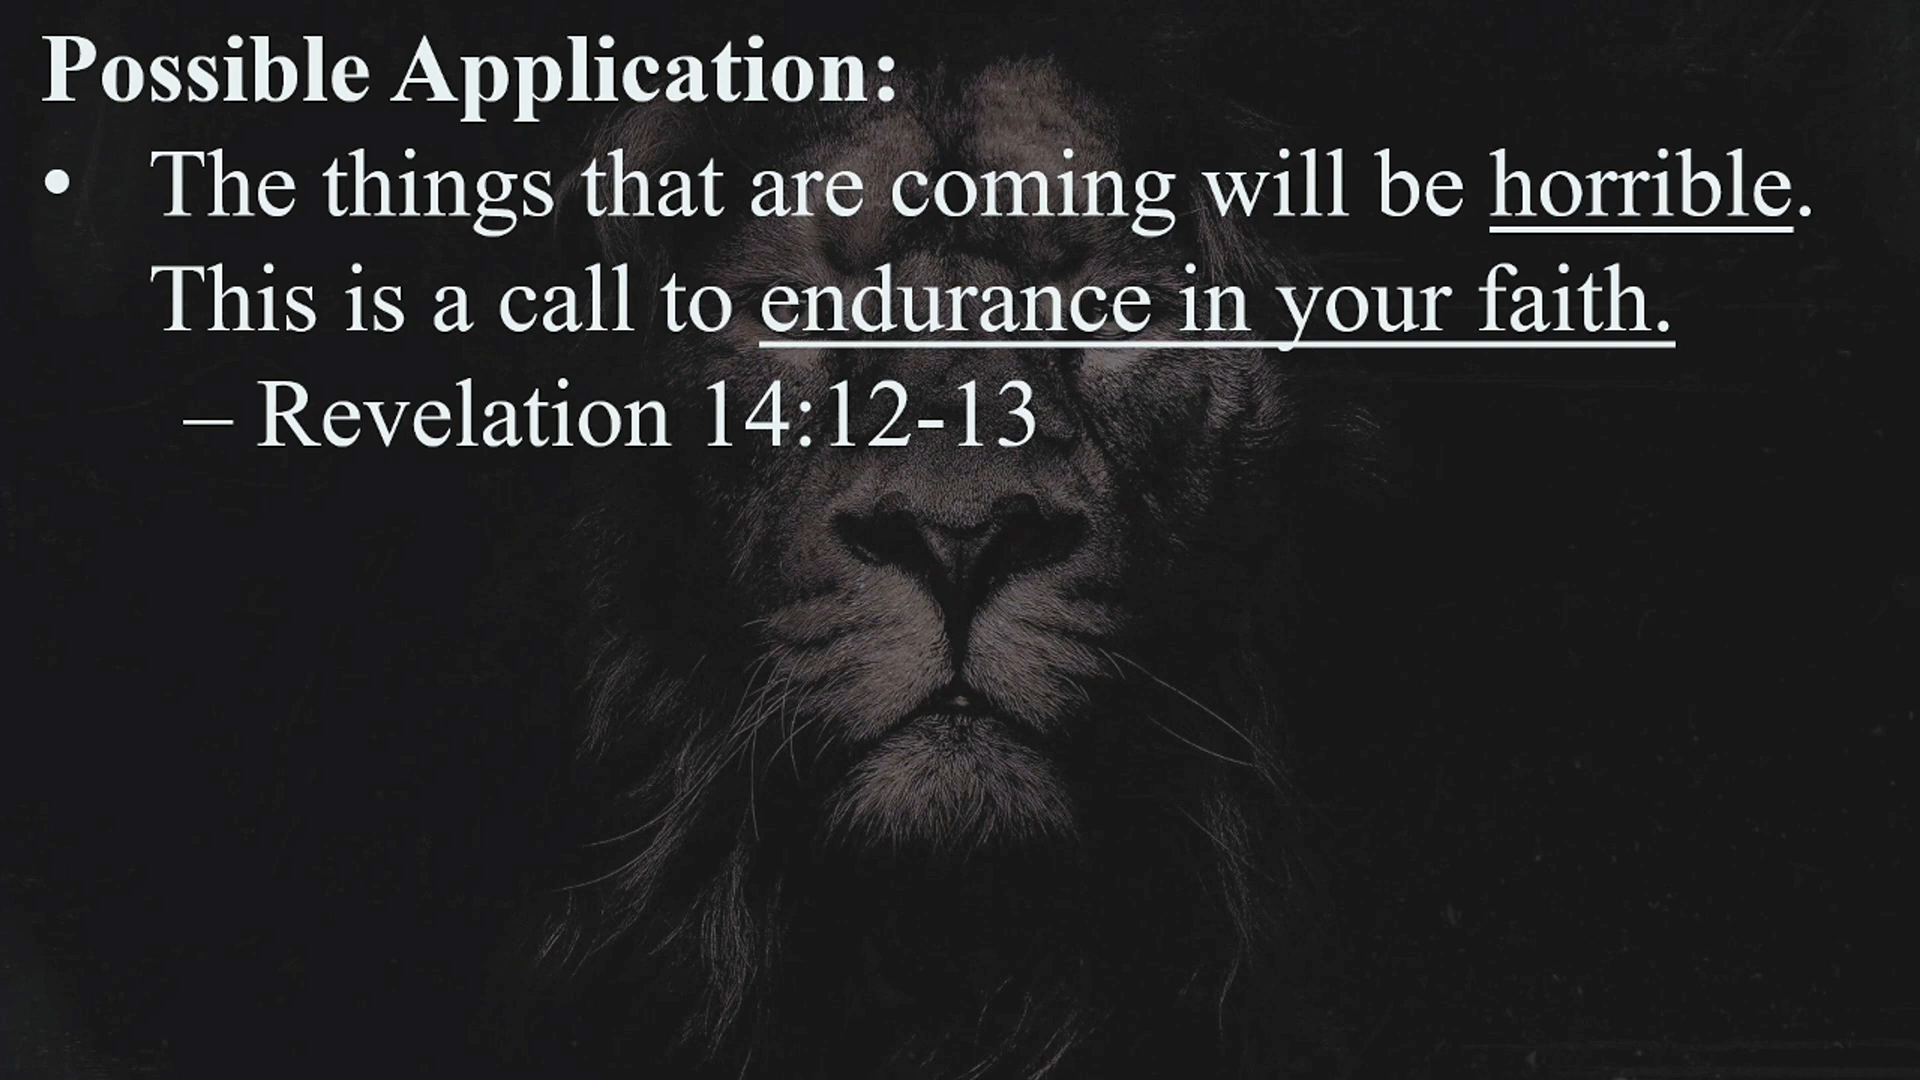 Possible Application:
• The things that are coming will be horrible.
This is a call to endurance in your faith.
– Revelation 14:12-13